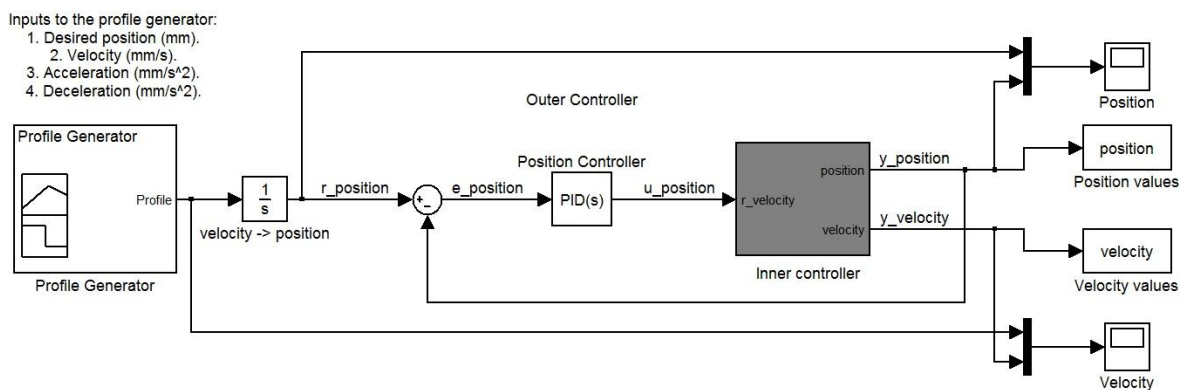 Inputs to the profile generator:
1. Desired position (mm).
2. Velocity (mm/s).
3. Acceleration (mm/s^2).
4. Deceleration (mm/s^2).
Outer Controller
Position
Profile Generator
Profile
Profile Generator
1
s
velocity -> position
r_position
+
-
e_position
Position Controller
PID(s)
u_position
r_velocity
position
velocity
Inner controller
y_position
y_velocity
position
Position values
velocity
Velocity values
Velocity